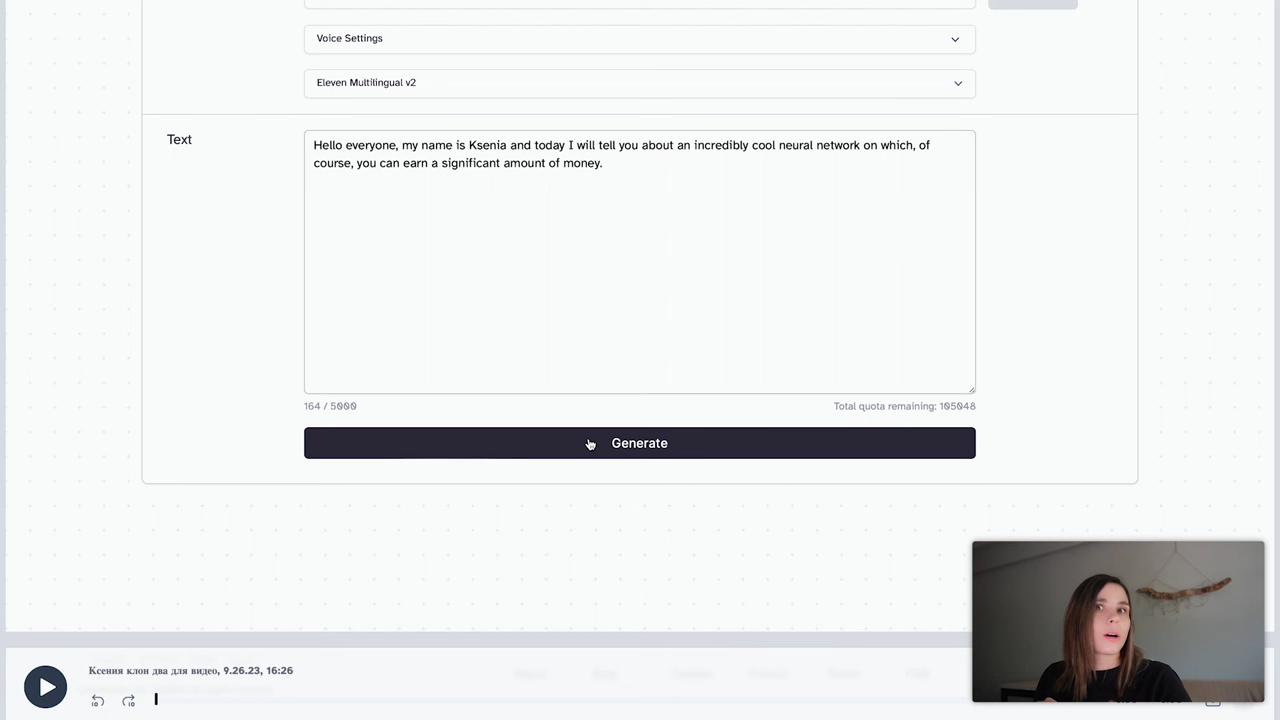 Voice Settings
Eleven Multilingual v2
Text
Hello everyone, my name is Ksenia and today I will tell you about an incredibly cool neural network on which, of
course, you can earn a significant amount of money.
164 / 5000
Total quota remaining: 105048
Generate
Ксения клон два для видео, 9.26.23, 16:26
10
10